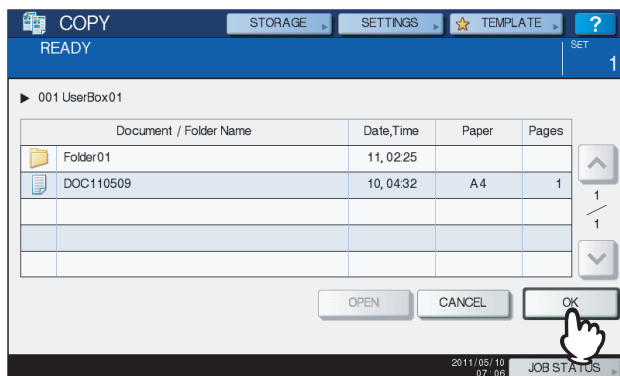 COPY STORAGE SETTINGS TEMPLATE ?
READY SET
1
001 UserBox01
Document / Folder Name Date,Time Paper Pages
Folder01 11, 02:25
DOC110509 10, 04:32 A4 1
1
1
OPEN CANCEL OK
2011/05/10
07:06 JOB STATUS